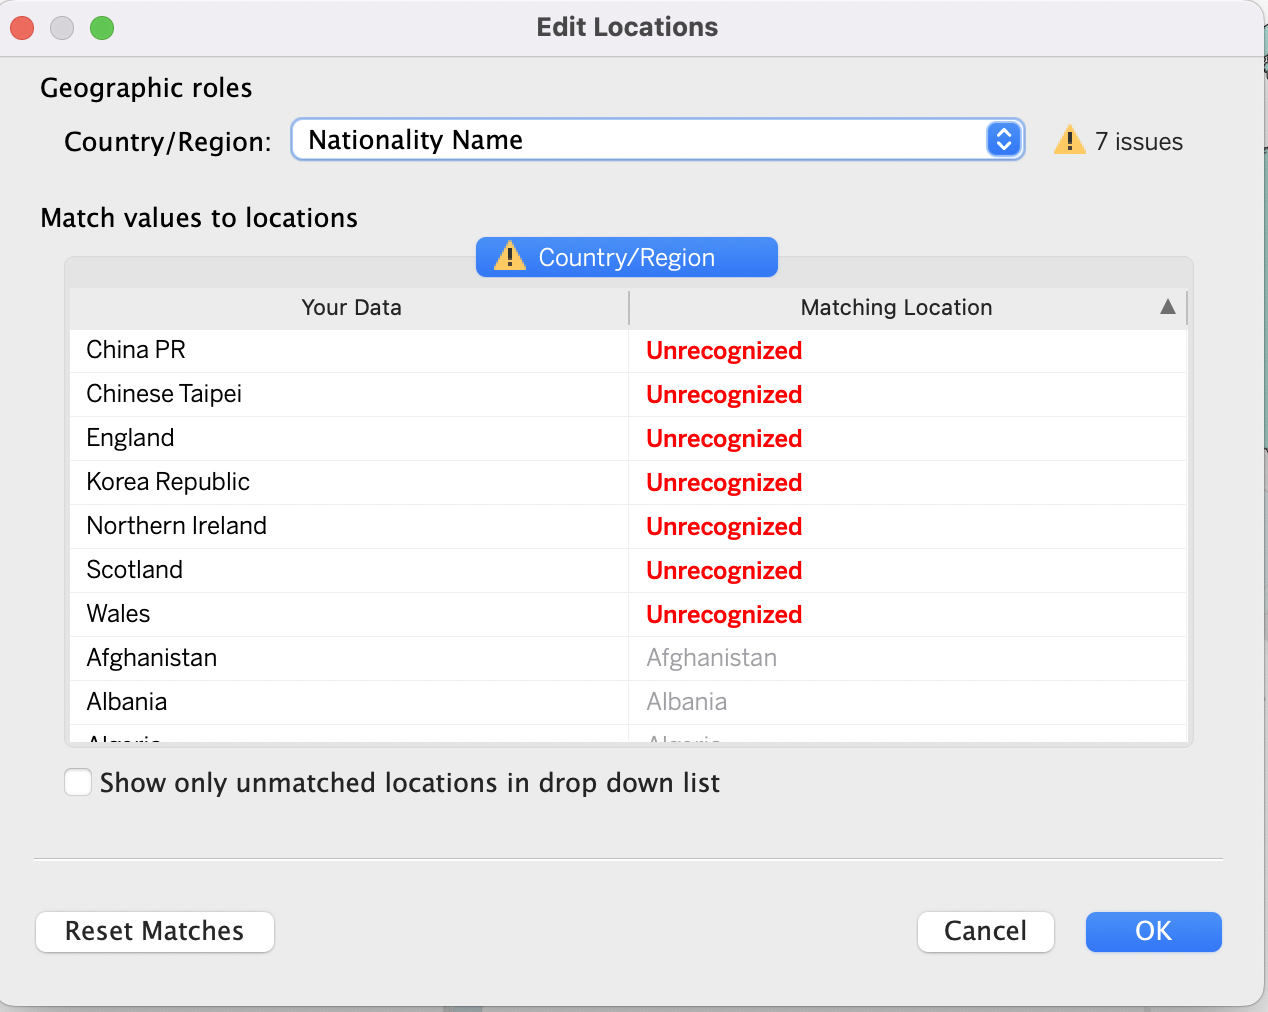 Edit Locations
Geographic roles
Country/Region: Nationality Name 7 issues
Match values to locations
Country/Region
Your Data Matching Location
China PR Unrecognized
Chinese Taipei Unrecognized
England Unrecognized
Korea Republic Unrecognized
Northern Ireland Unrecognized
Scotland Unrecognized
Wales Unrecognized
Afghanistan Afghanistan
Albania Albania
Show only unmatched locations in drop down list
Reset Matches Cancel OK